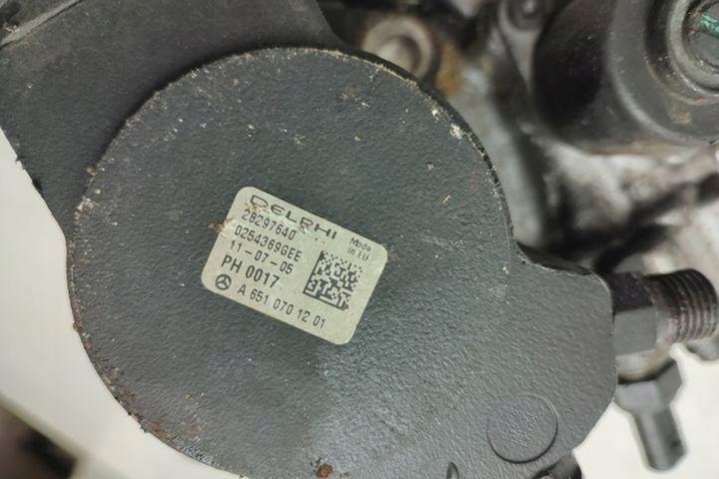 DELPHI
Made in EU
28297640
0254369GEE
11-07-05
PH 0017
A 651 070 12 01